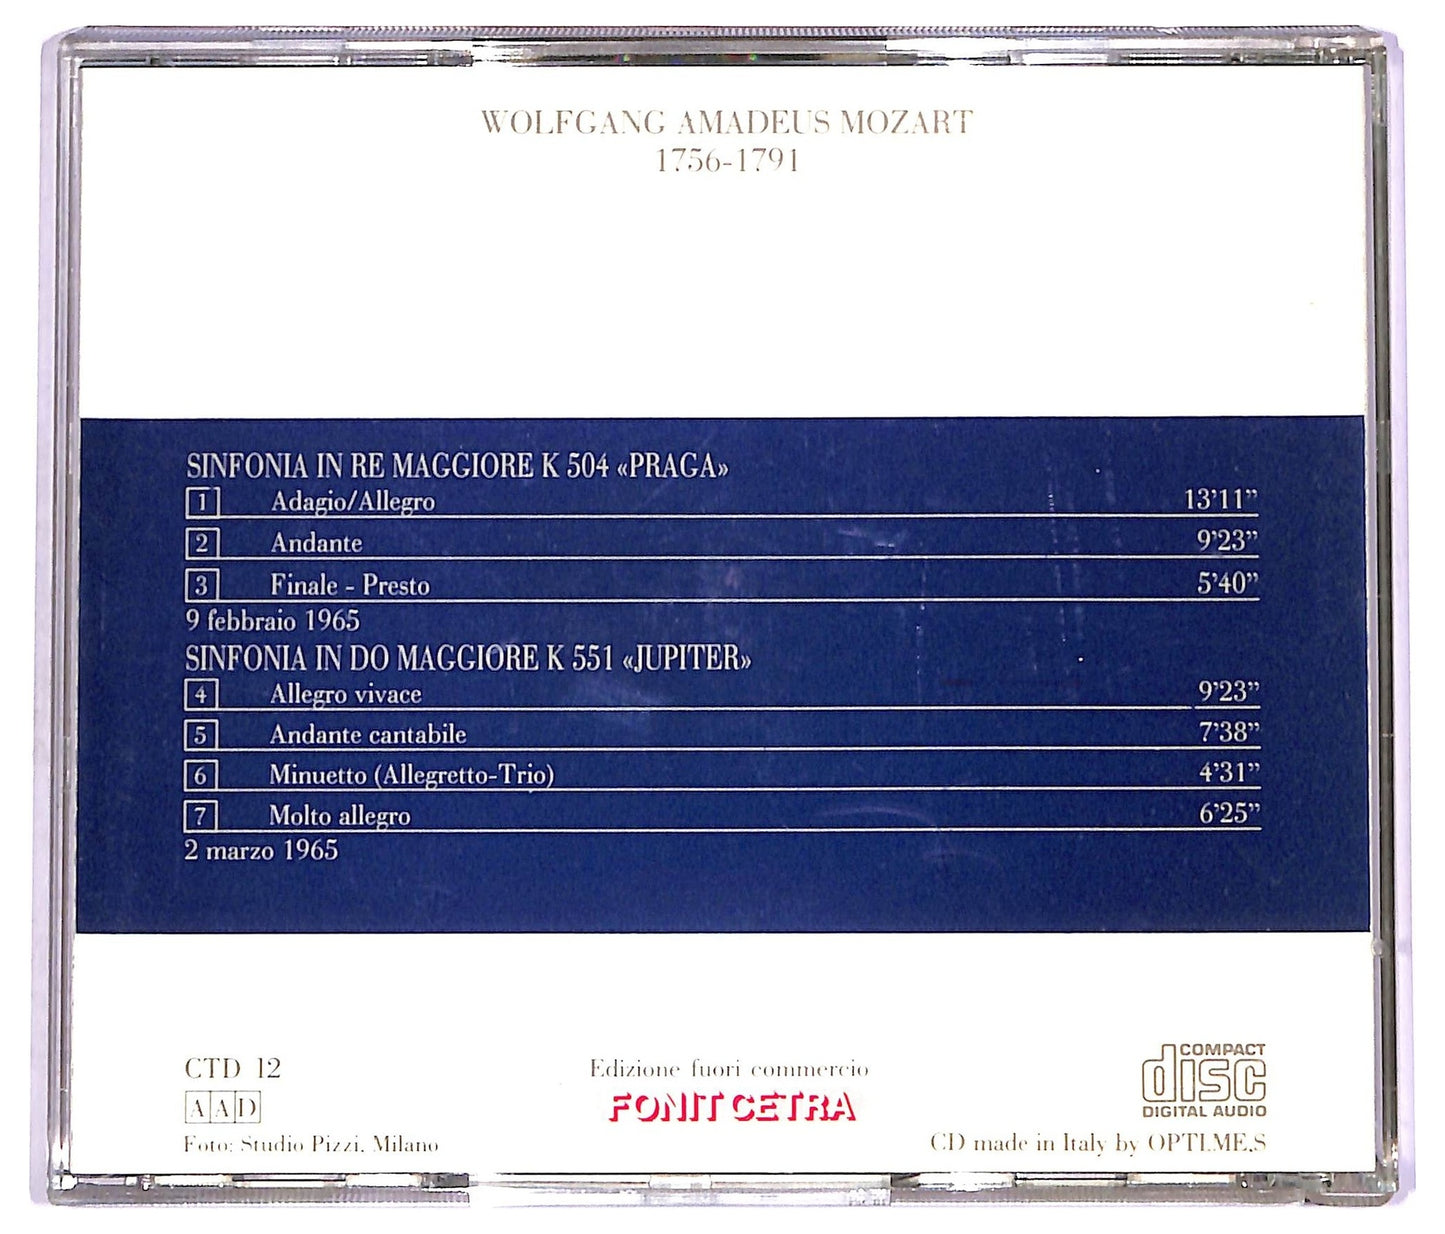 WOLFGANG AMADEUS MOZART
1756-1791
SINFONIA IN RE MAGGIORE K 504 «PRAGA»
1 Adagio/Allegro 13'11”
2 Andante 9'23”
3 Finale - Presto 5'40”
9 febbraio 1965
SINFONIA IN DO MAGGIORE K 551 «JUPITER»
4 Allegro vivace 9'23”
5 Andante cantabile 7'38”
6 Minuetto (Allegretto-Trio) 4'31”
7 Molto allegro 6'25”
2 marzo 1965
CTD 12
AAD
Foto: Studio Pizzi, Milano
Edizione fuori commercio
FONIT CETRA
COMPACT
disc
DIGITAL AUDIO
CD made in Italy by OPTI.ME.S